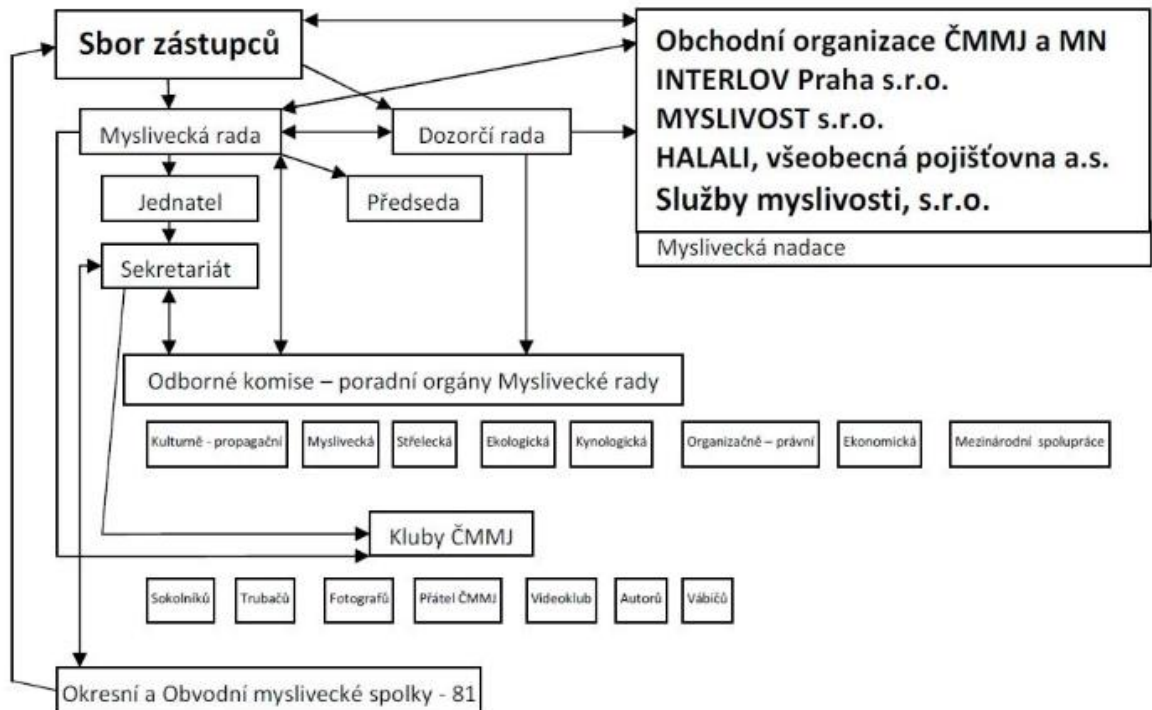 Sbor zástupců
Obchodní organizace ČMMJ a MN
INTERLOV Praha s.r.o.
MYSLIVOST s.r.o.
HALALI, všeobecná pojišťovna a.s.
Služby myslivosti, s.r.o.
Myslivecká nadace
Myslivecká rada
Dozorčí rada
Jednatel
Předseda
Sekretariát
Odborné komise – poradní orgány Myslivecké rady
Kulturně - propagační
Myslivecká
Střelecká
Ekologická
Kynologická
Organizačně – právní
Ekonomická
Mezinárodní spolupráce
Kluby ČMMJ
Sokolníků
Trubačů
Fotografů
Přátel ČMMJ
Videoklub
Autorů
Vábičů
Okresní a Obvodní myslivecké spolky - 81